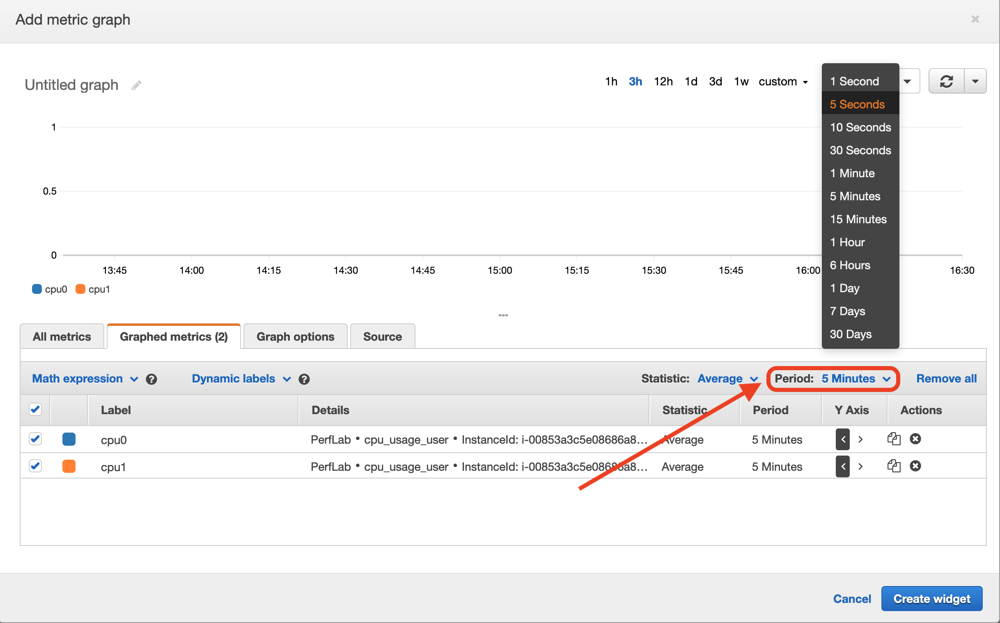 Add metric graph
Untitled graph
1h 3h 12h 1d 3d 1w custom
1 Second
5 Seconds
10 Seconds
30 Seconds
1 Minute
5 Minutes
15 Minutes
1 Hour
6 Hours
1 Day
7 Days
30 Days
1
0.5
0
13:45 14:00 14:15 14:30 14:45 15:00 15:15 15:30 15:45 16:00 16:30
cpu0 cpu1
All metrics Graphed metrics (2) Graph options Source
Math expression ? Dynamic labels ? Statistic: Average Period: 5 Minutes Remove all
Label Details Statistic Period Y Axis Actions
cpu0 PerfLab • cpu_usage_user • InstanceId: i-00853a3c5e08686a8... Average 5 Minutes < >
cpu1 PerfLab • cpu_usage_user • InstanceId: i-00853a3c5e08686a8... Average 5 Minutes < >
Cancel Create widget